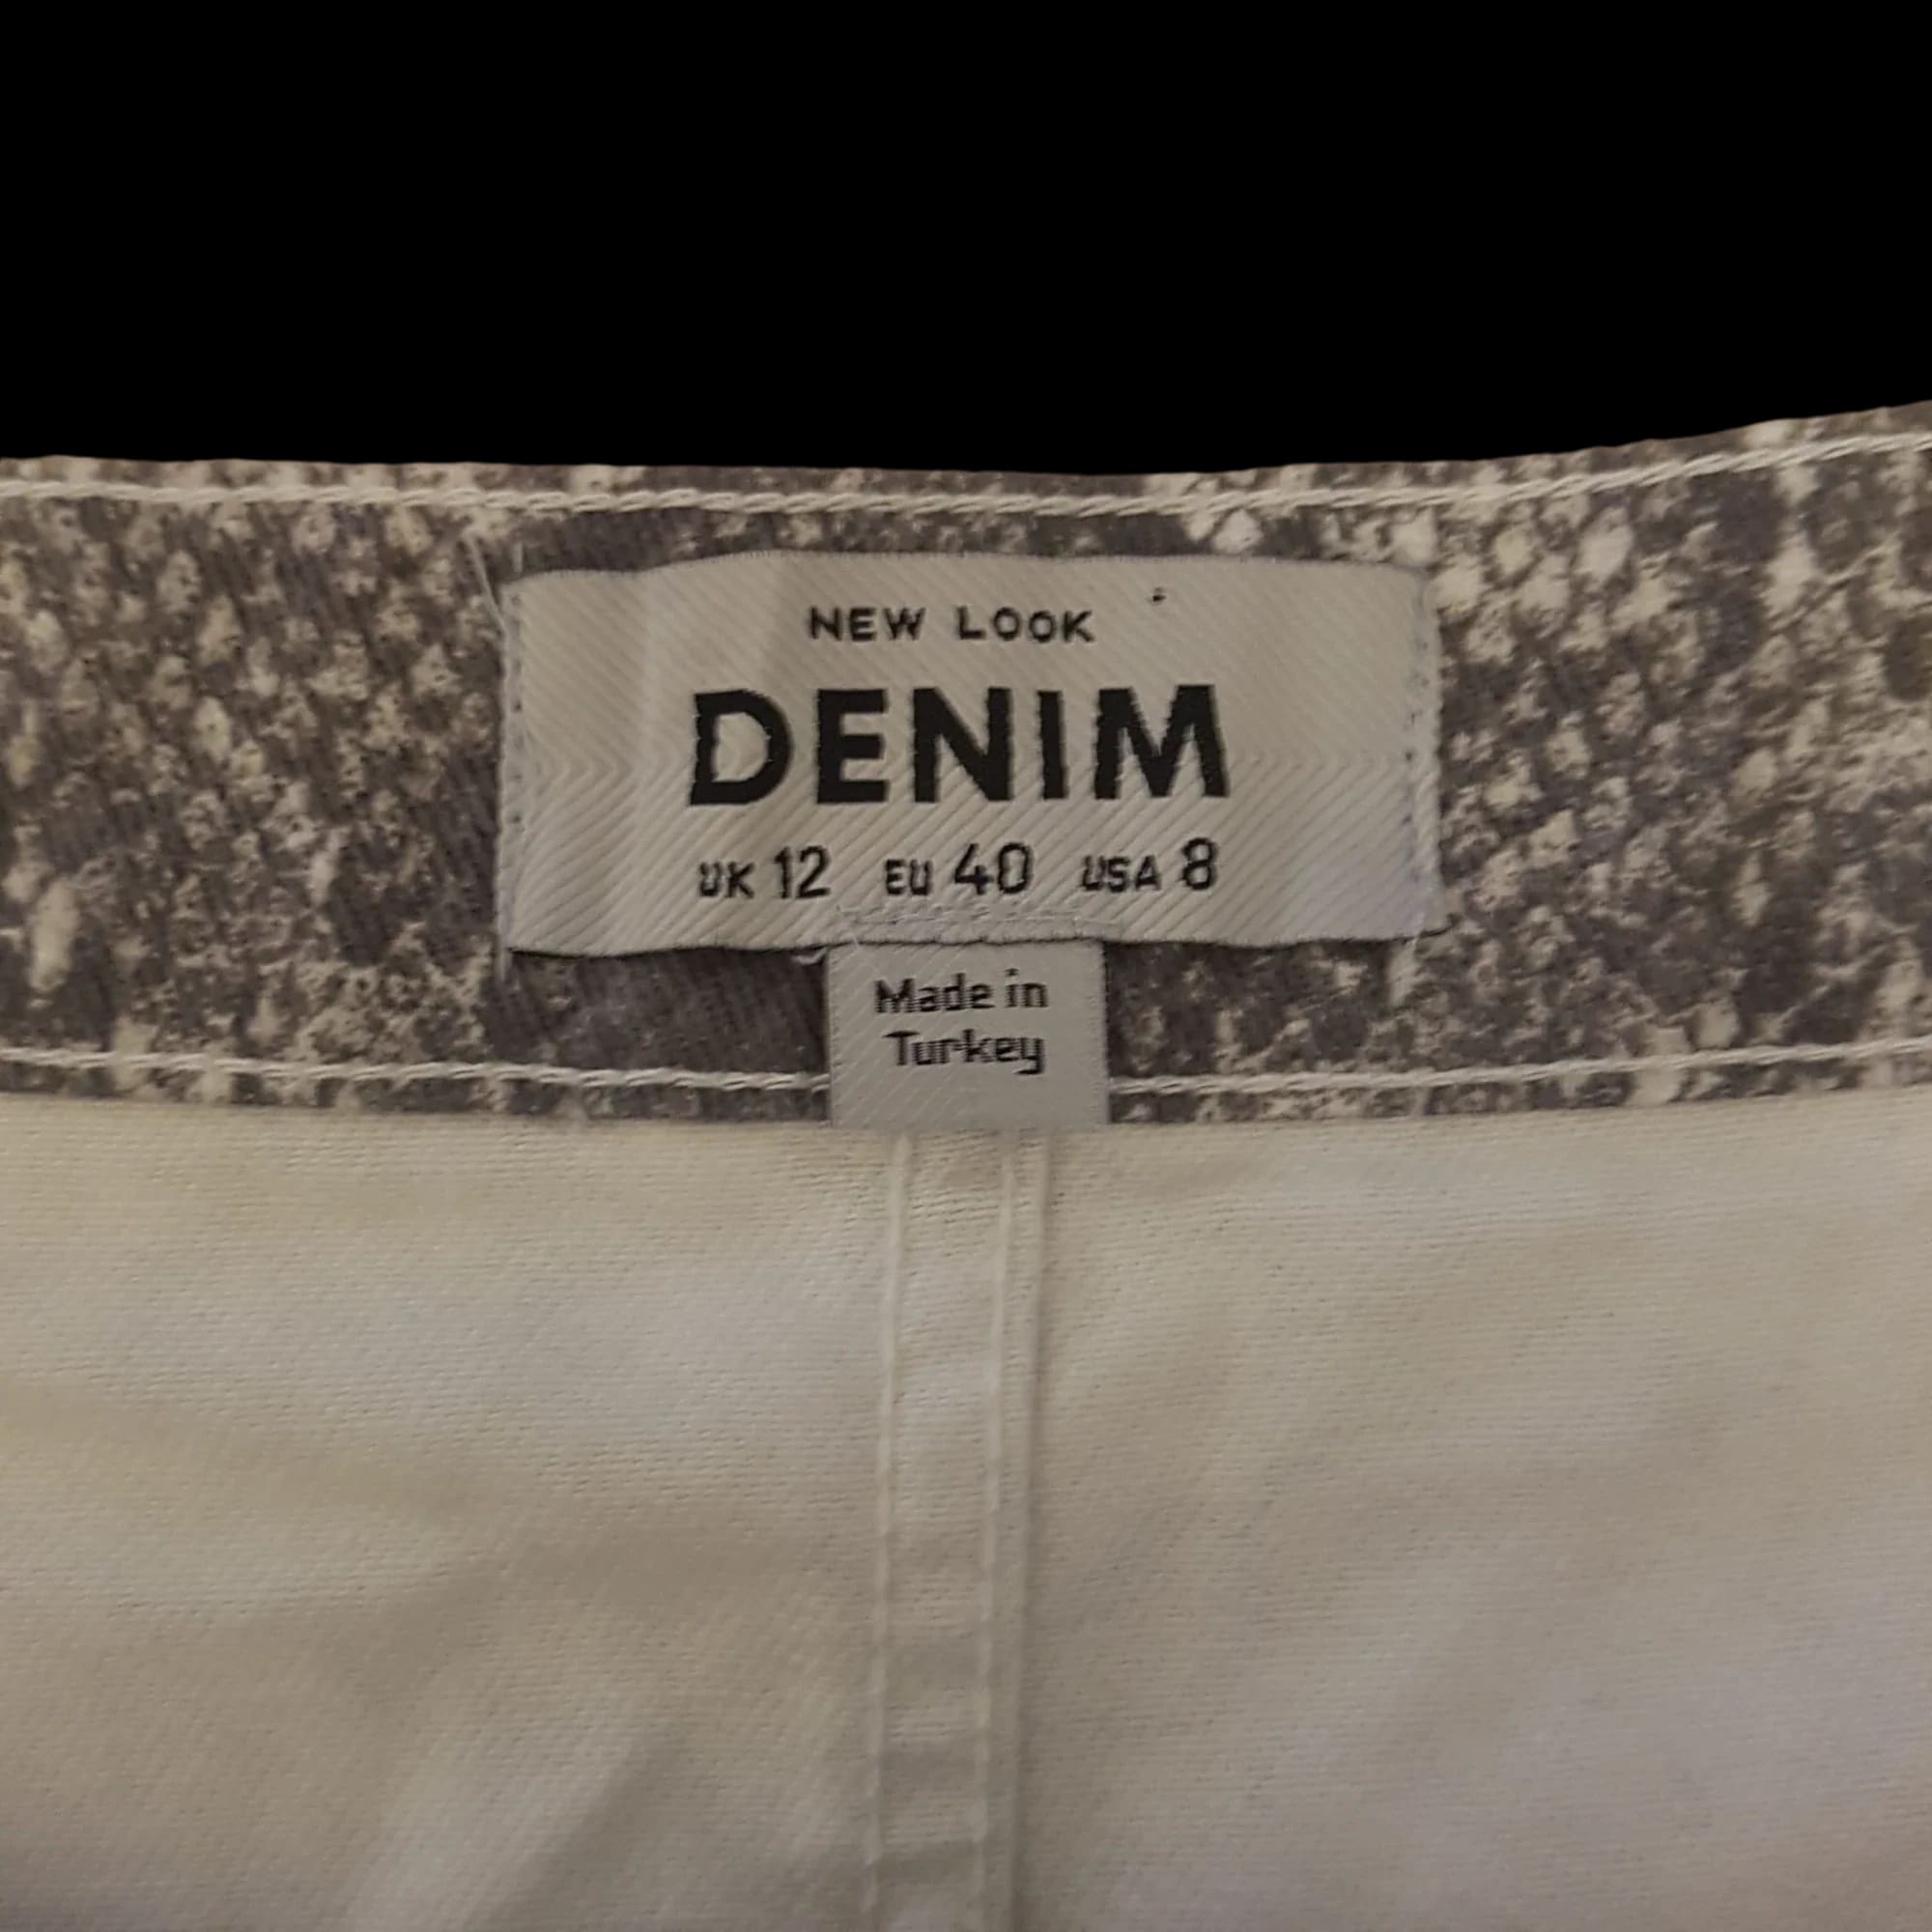 NEW LOOK
DENIM
UK 12 EU 40 USA 8
Made in
Turkey